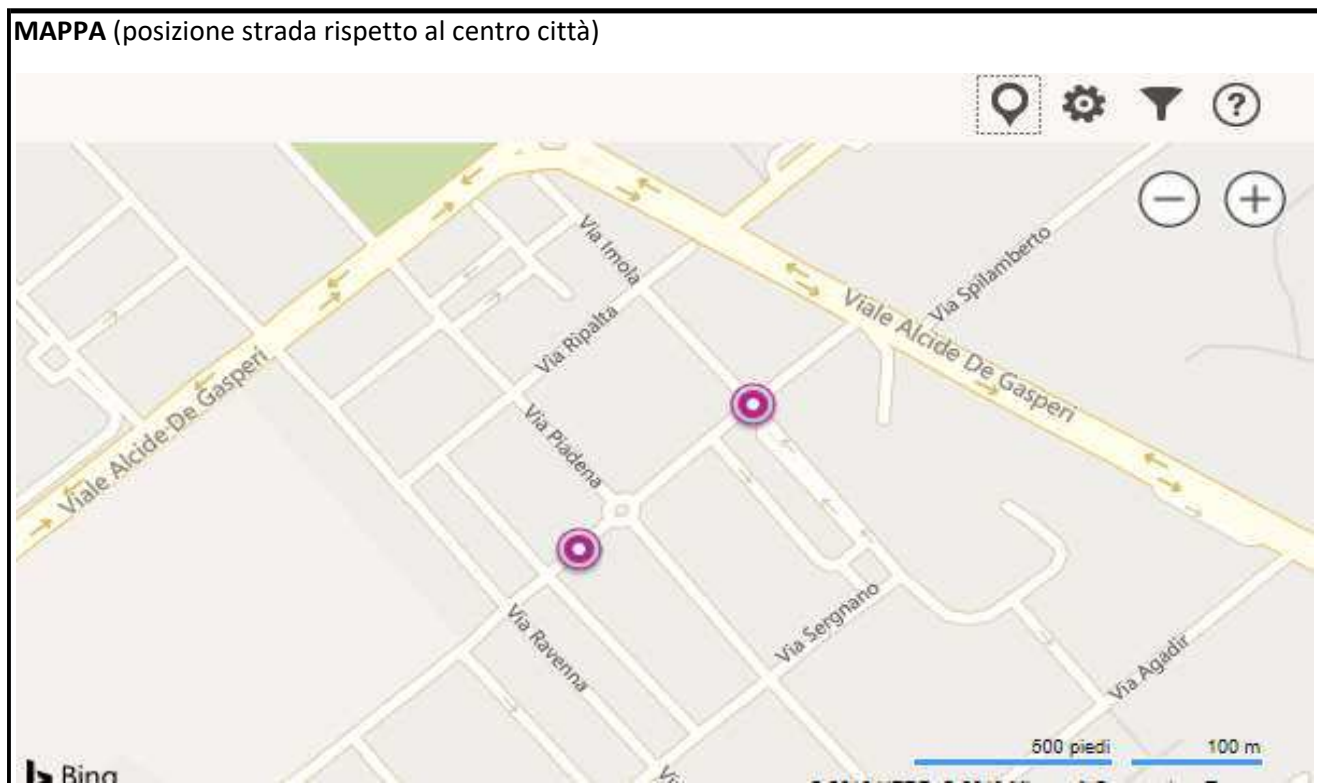 MAPPA (posizione strada rispetto al centro città)
Via Imola
Via Spilamberto
Via Ripalta
Viale Alcide De Gasperi
Viale Alcide De Gasperi
Via Piadena
Via Sergnano
Via Ravenna
Via Agadir
500 piedi
100 m
Bing